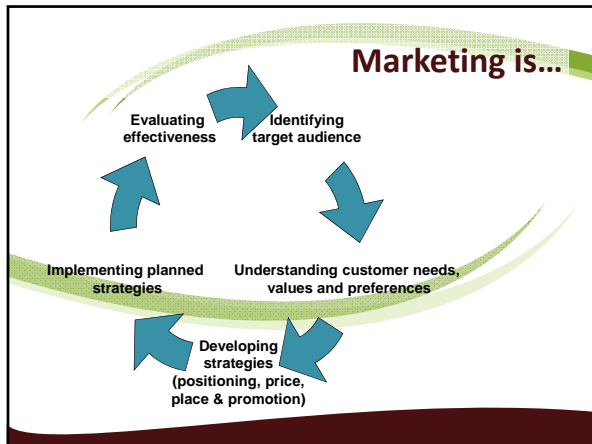 Marketing is…
Evaluating
effectiveness
Identifying
target audience
Understanding customer needs,
values and preferences
Developing
strategies
(positioning, price,
place & promotion)
Implementing planned
strategies